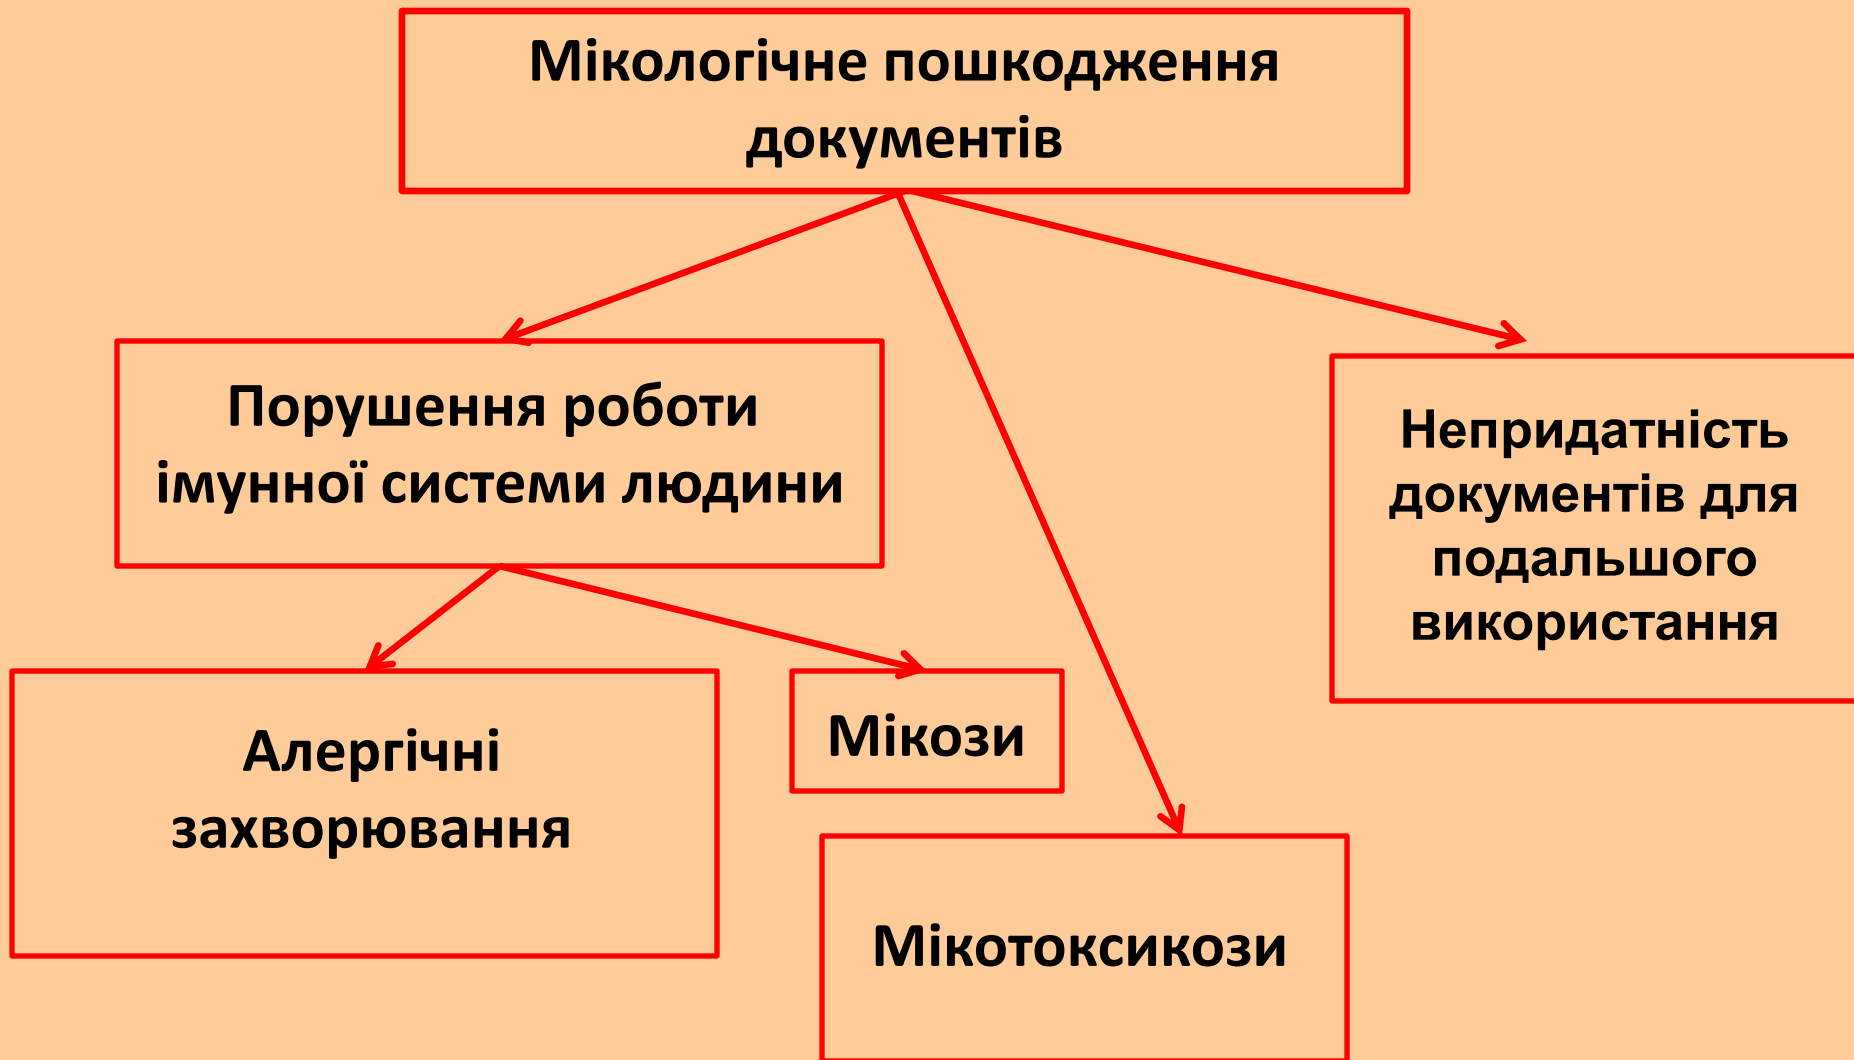 Мікологічне пошкодження
документів
Порушення роботи
імунної системи людини
Непридатність
документів для
подальшого
використання
Алергічні
захворювання
Мікози
Мікотоксикози